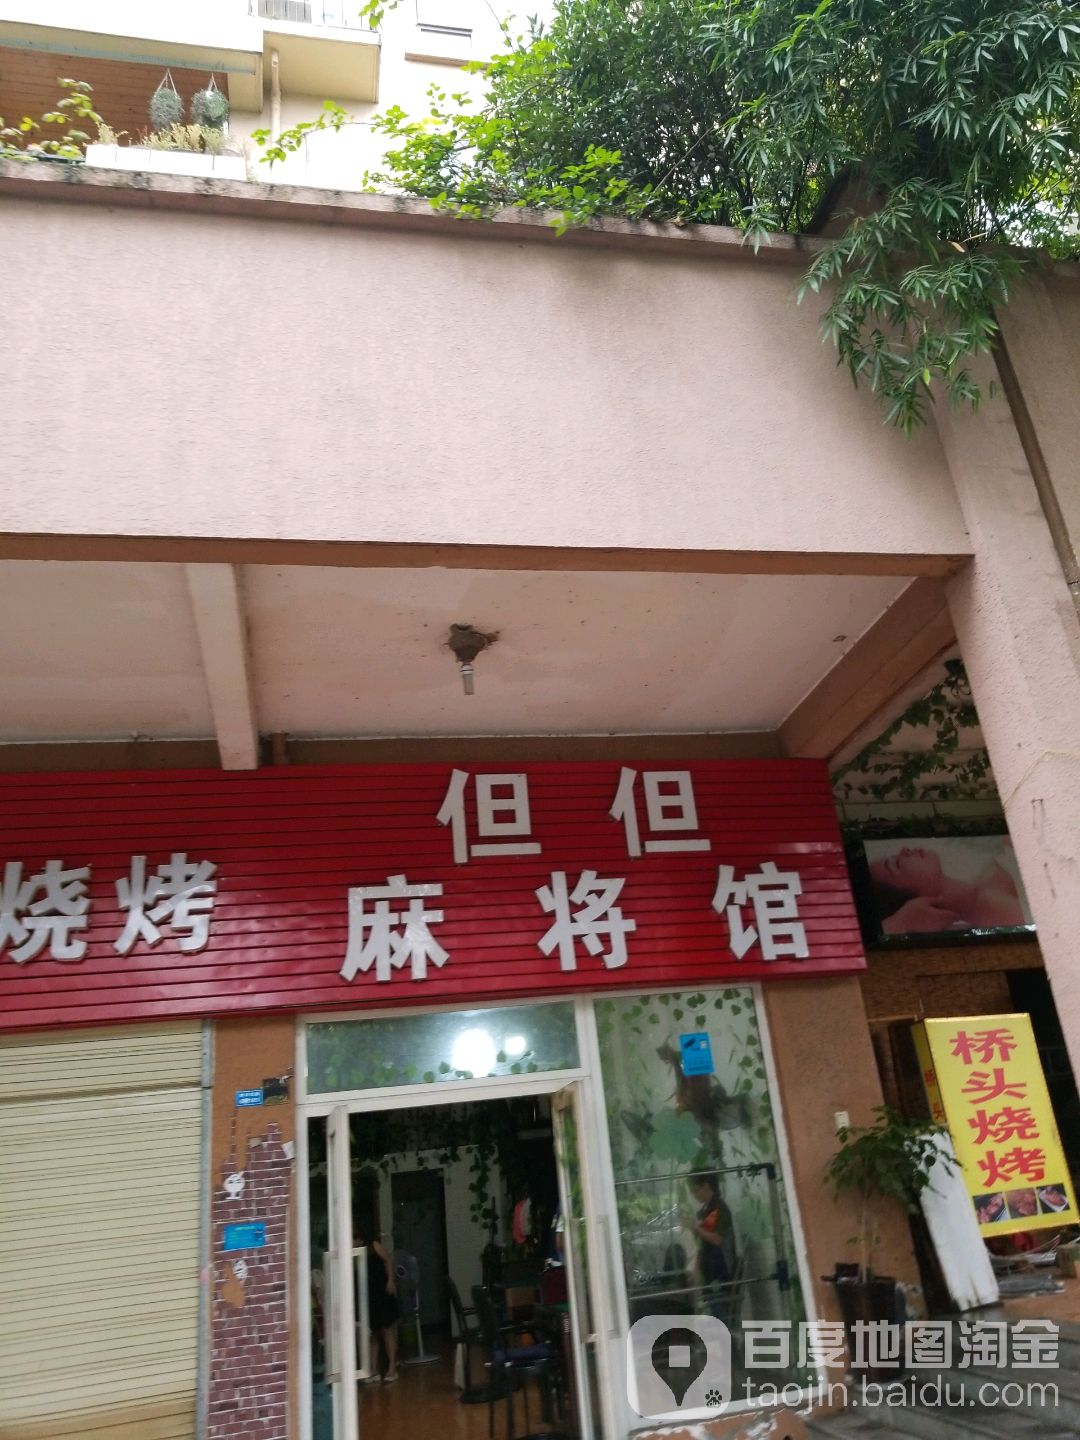 但但
烧烤 麻将馆
桥头烧烤
百度地图淘金
taojin.baidu.com